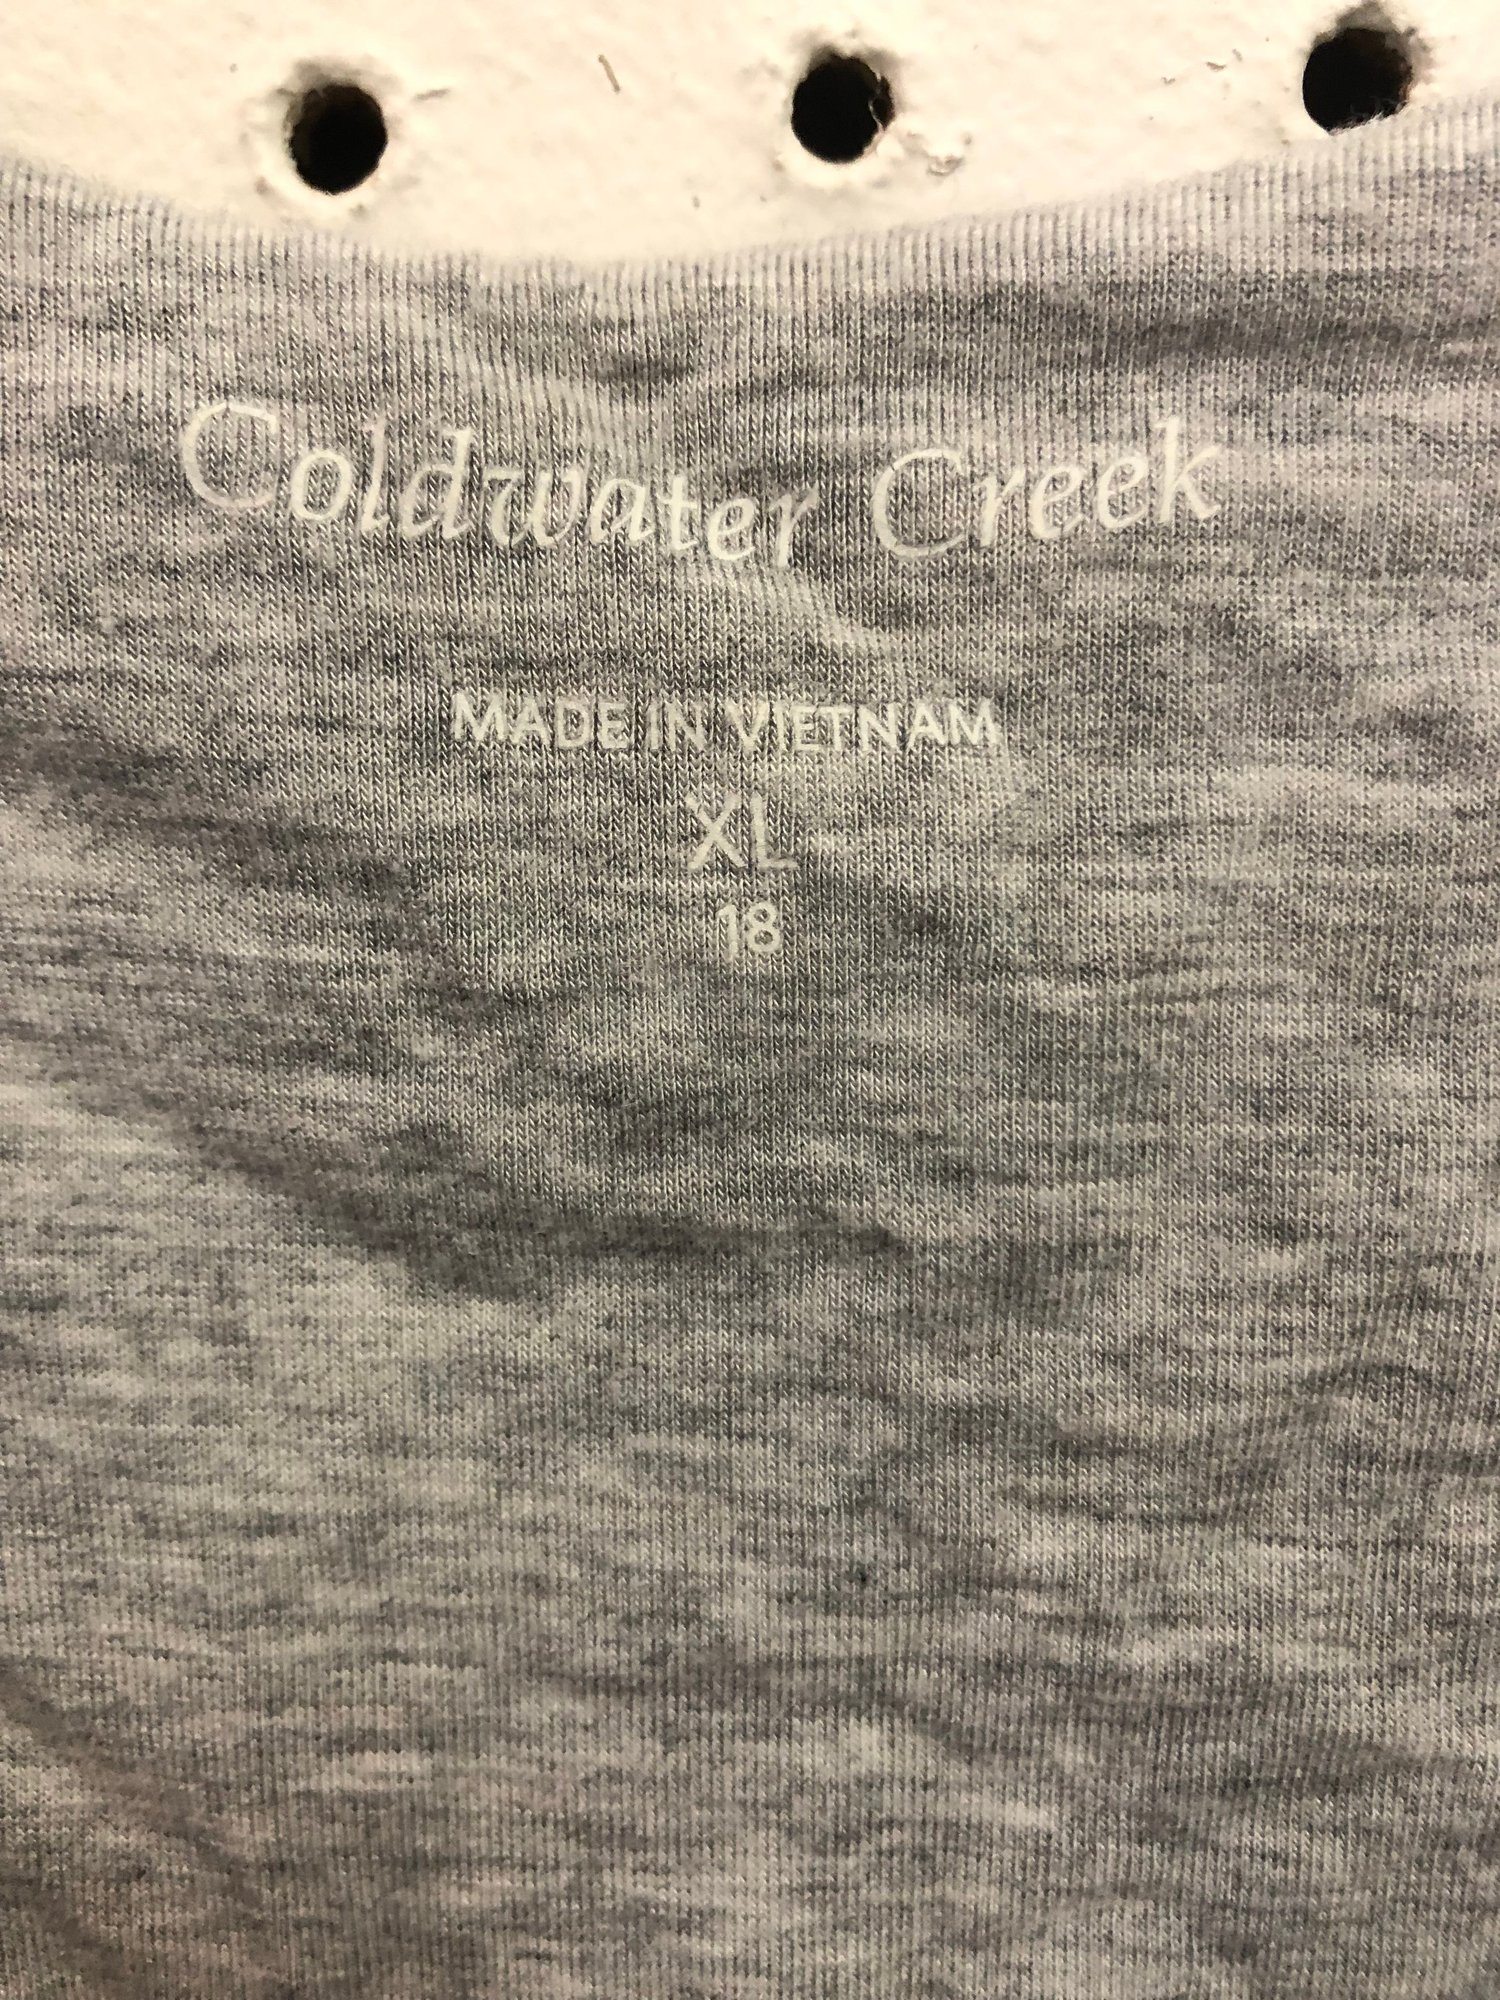 Coldwater Creek
MADE IN VIETNAM
XL
18